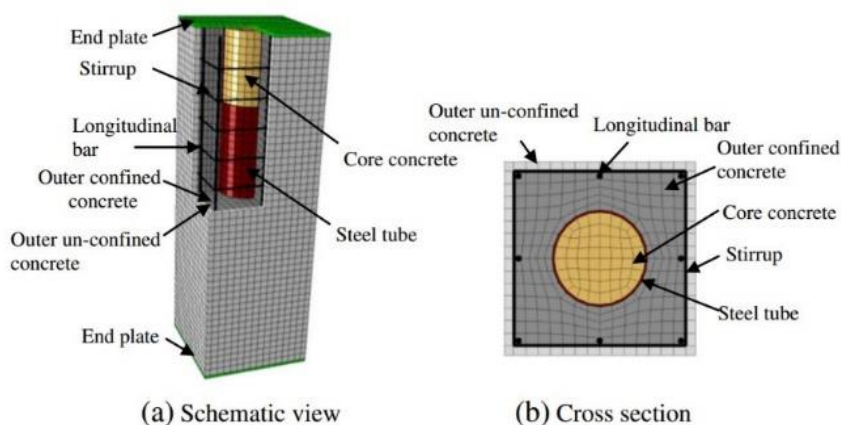 End plate
Stirrup
Longitudinal
bar
Outer confined
concrete
Outer un-confined
concrete
End plate
Core concrete
Steel tube
(a) Schematic view
Outer un-confined
concrete
Longitudinal bar
Outer confined
concrete
Core concrete
Stirrup
Steel tube
(b) Cross section